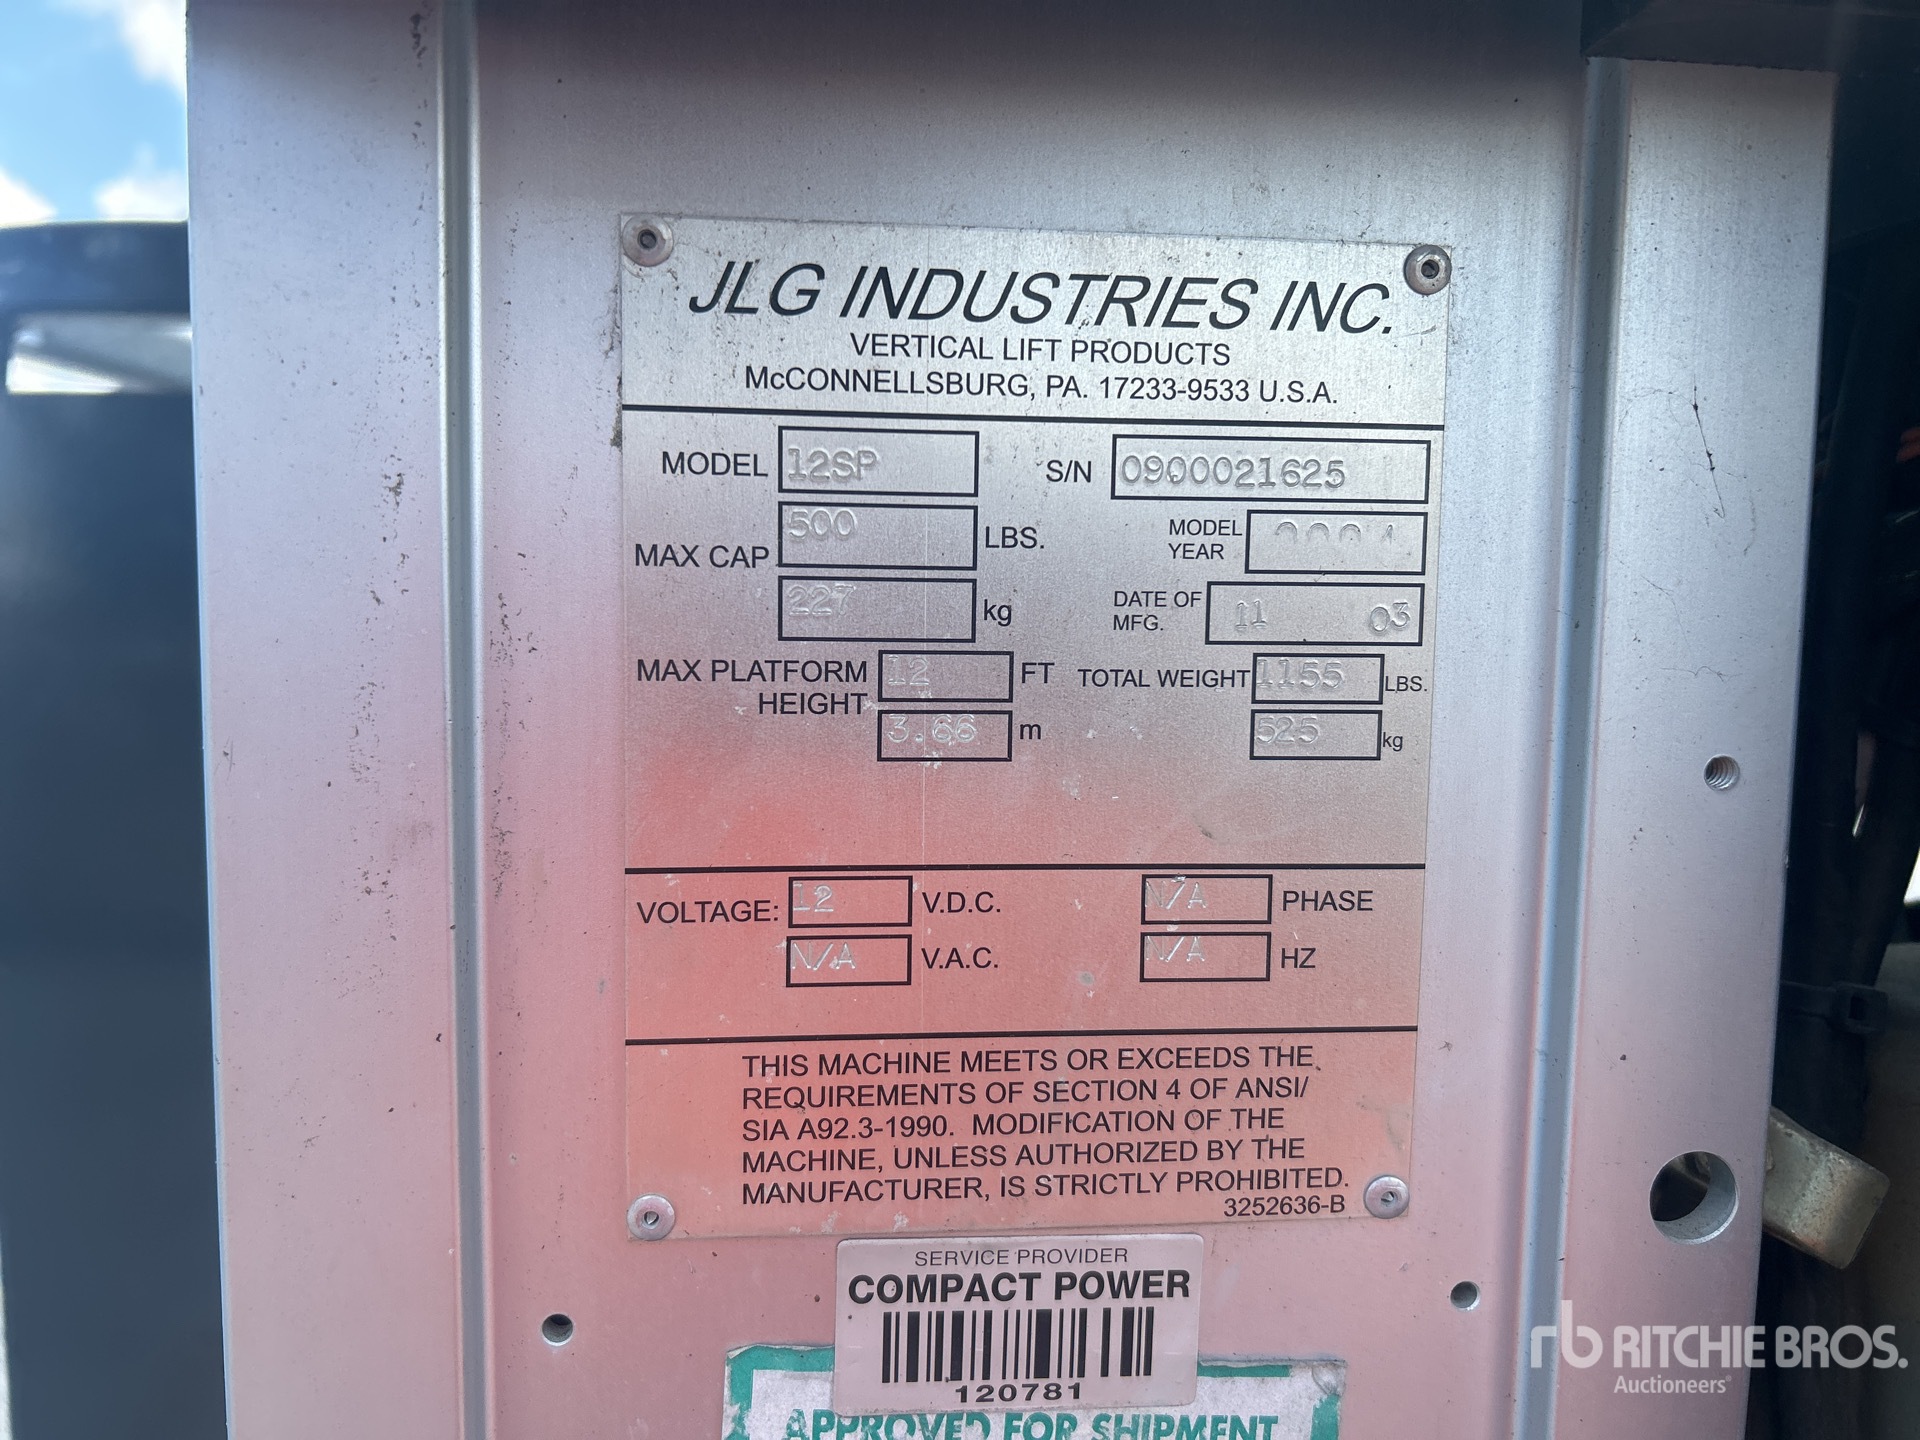 JLG INDUSTRIES INC.
VERTICAL LIFT PRODUCTS
McCONNELLSBURG, PA. 17233-9533 U.S.A.
MODEL 12SP S/N 0900021625
MAX CAP 500 LBS. MODEL YEAR 2004
227 kg DATE OF MFG. 11 03
MAX PLATFORM HEIGHT 12 FT TOTAL WEIGHT 1155 LBS.
3.66 m 525 kg
VOLTAGE: 12 V.D.C. N/A PHASE
N/A V.A.C. N/A HZ
THIS MACHINE MEETS OR EXCEEDS THE
REQUIREMENTS OF SECTION 4 OF ANSI/
SIA A92.3-1990. MODIFICATION OF THE
MACHINE, UNLESS AUTHORIZED BY THE
MANUFACTURER, IS STRICTLY PROHIBITED.
3252636-B
SERVICE PROVIDER
COMPACT POWER
120781
APPROVED FOR SHIPMENT
rb RITCHIE BROS.
Auctioneers